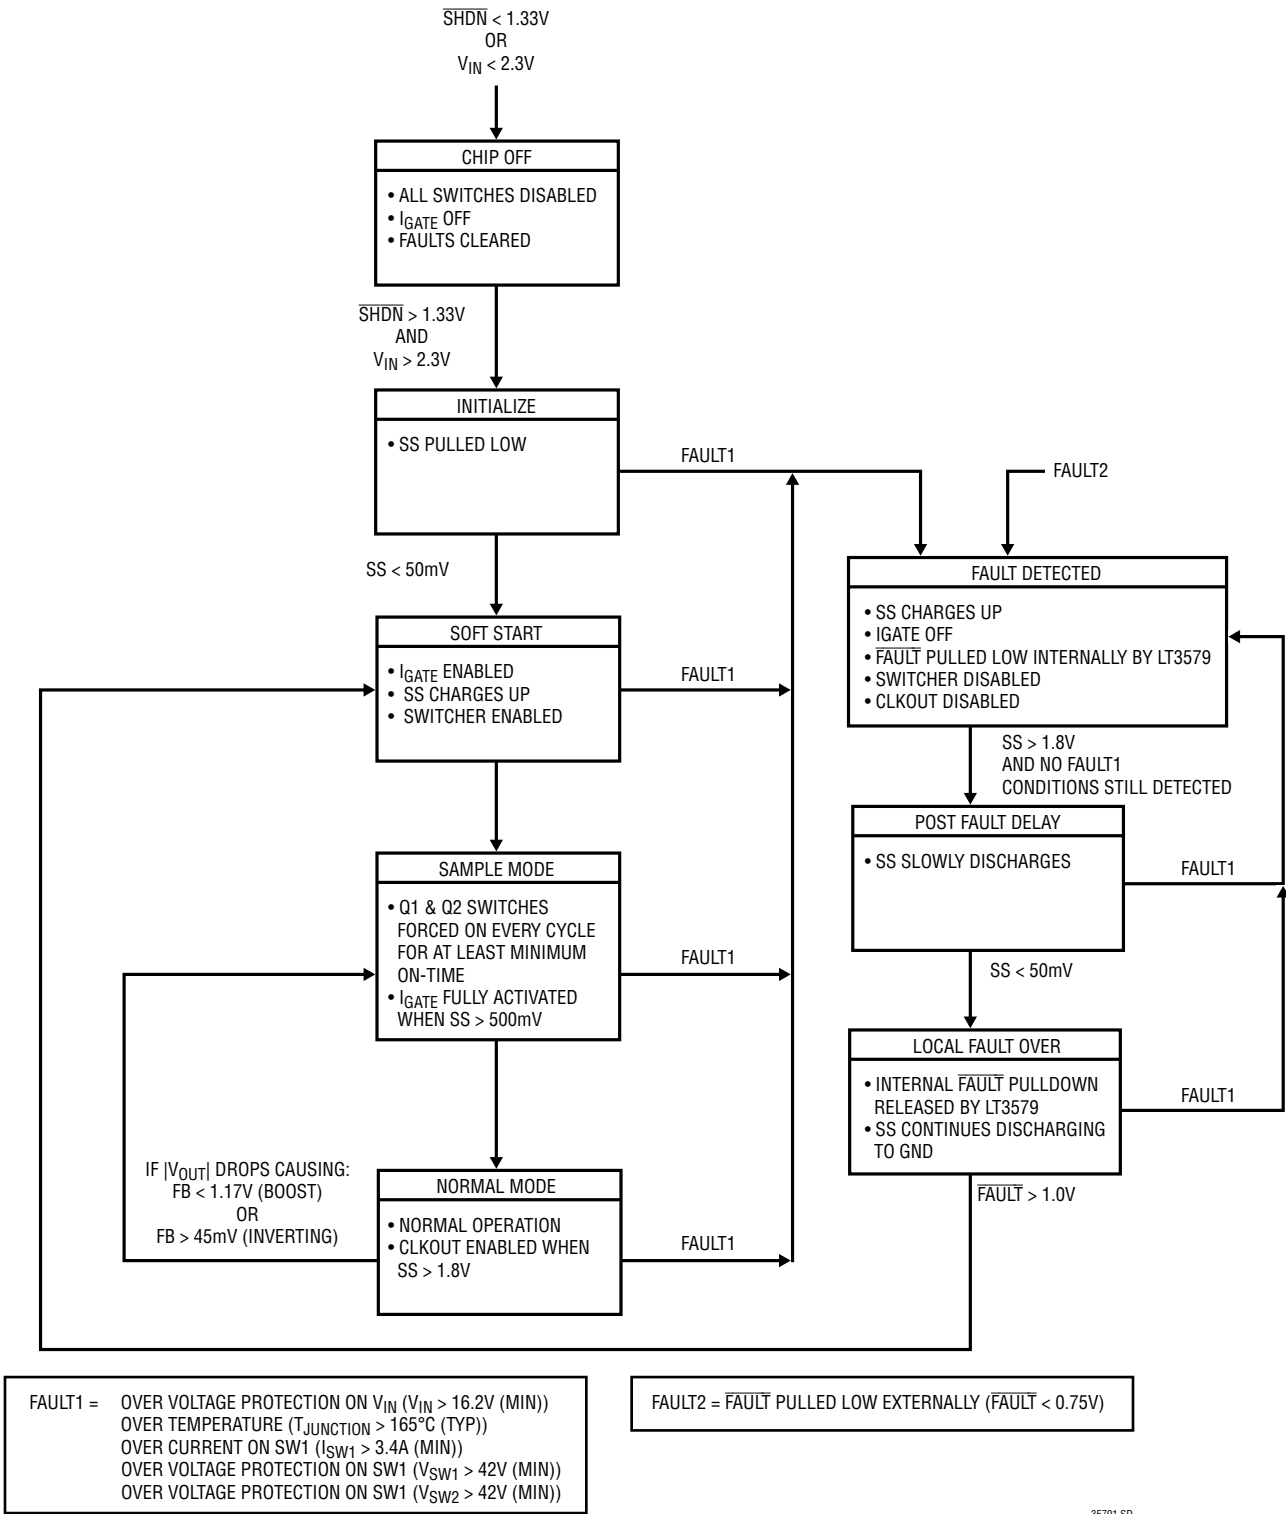 SHDN < 1.33V
OR
VIN < 2.3V
CHIP OFF
• ALL SWITCHES DISABLED
• IGATE OFF
• FAULTS CLEARED
SHDN > 1.33V
AND
VIN > 2.3V
INITIALIZE
• SS PULLED LOW
FAULT1
FAULT2
SS < 50mV
SOFT START
• IGATE ENABLED
• SS CHARGES UP
• SWITCHER ENABLED
FAULT1
FAULT DETECTED
• SS CHARGES UP
• IGATE OFF
• FAULT PULLED LOW INTERNALLY BY LT3579
• SWITCHER DISABLED
• CLKOUT DISABLED
SS > 1.8V
AND NO FAULT1
CONDITIONS STILL DETECTED
SAMPLE MODE
• Q1 & Q2 SWITCHES
FORCED ON EVERY CYCLE
FOR AT LEAST MINIMUM
ON-TIME
• IGATE FULLY ACTIVATED
WHEN SS > 500mV
FAULT1
POST FAULT DELAY
• SS SLOWLY DISCHARGES
FAULT1
SS < 50mV
LOCAL FAULT OVER
• INTERNAL FAULT PULLDOWN
RELEASED BY LT3579
• SS CONTINUES DISCHARGING
TO GND
FAULT1
FAULT > 1.0V
IF |VOUT| DROPS CAUSING:
FB < 1.17V (BOOST)
OR
FB > 45mV (INVERTING)
NORMAL MODE
• NORMAL OPERATION
• CLKOUT ENABLED WHEN
SS > 1.8V
FAULT1
FAULT1 = OVER VOLTAGE PROTECTION ON VIN (VIN > 16.2V (MIN))
OVER TEMPERATURE (TJUNCTION > 165°C (TYP))
OVER CURRENT ON SW1 (ISW1 > 3.4A (MIN))
OVER VOLTAGE PROTECTION ON SW1 (VSW1 > 42V (MIN))
OVER VOLTAGE PROTECTION ON SW1 (VSW2 > 42V (MIN))
FAULT2 = FAULT PULLED LOW EXTERNALLY (FAULT < 0.75V)